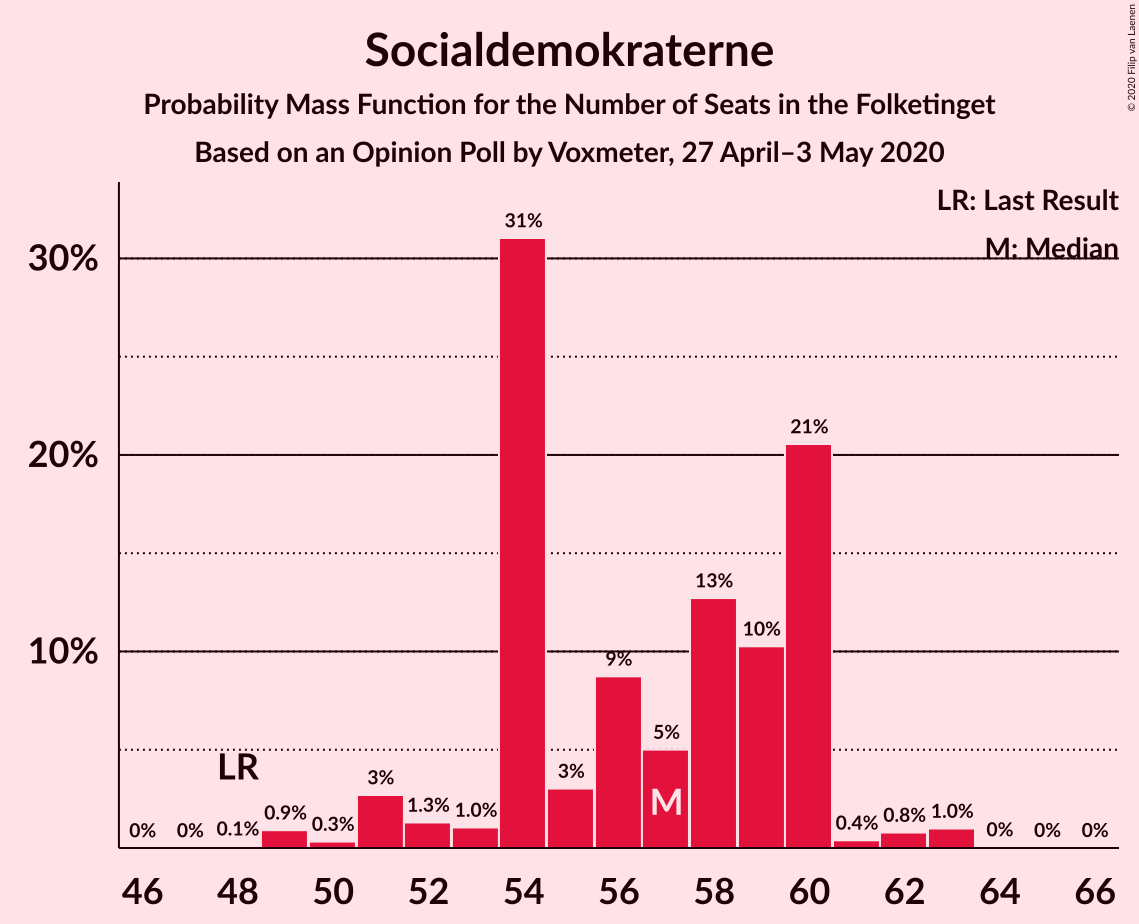 Socialdemokraterne
Probability Mass Function for the Number of Seats in the Folketinget
Based on an Opinion Poll by Voxmeter, 27 April–3 May 2020
© 2020 Filip van Laenen
LR: Last Result
M: Median
30%
20%
10%
0%
0%
0.1%
LR
0.9%
0.3%
3%
1.3%
1.0%
31%
3%
9%
5%
M
13%
10%
21%
0.4%
0.8%
1.0%
0%
0%
0%
46 48 50 52 54 56 58 60 62 64 66